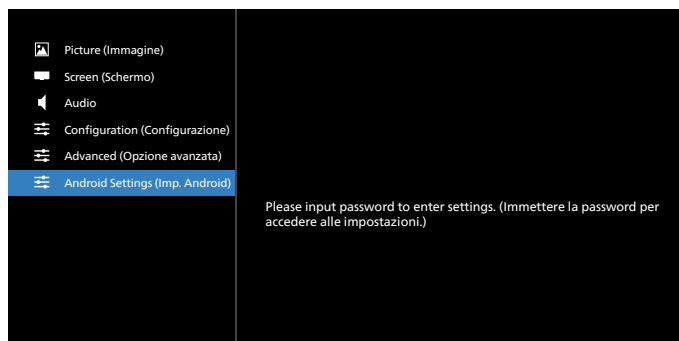 Picture (Immagine)
Screen (Schermo)
Audio
Configuration (Configurazione)
Advanced (Opzione avanzata)
Android Settings (Imp. Android)
Please input password to enter settings. (Immettere la password per
accedere alle impostazioni.)